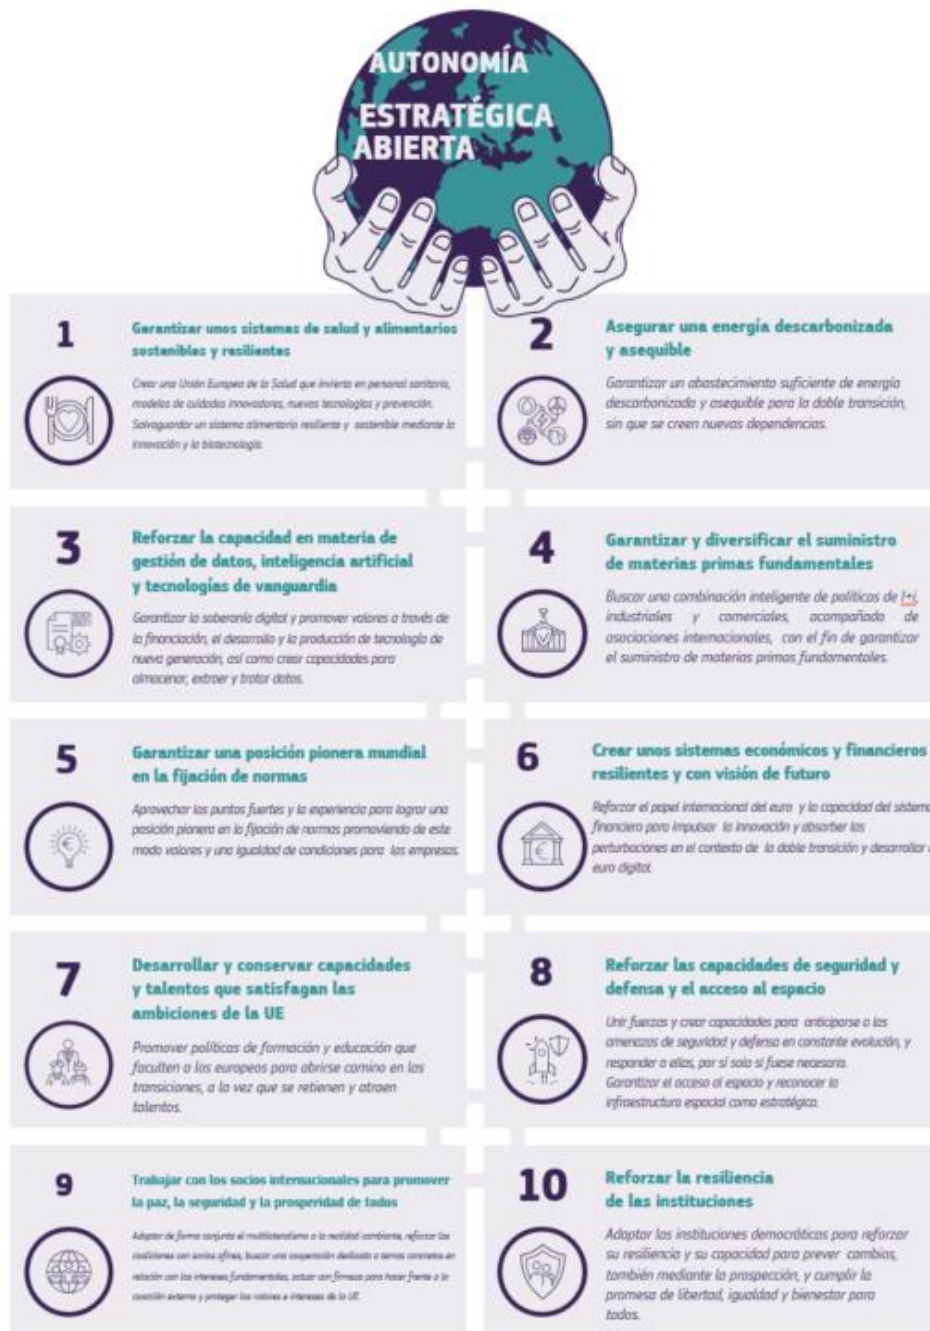 AUTONOMÍA
ESTRATÉGICA
ABIERTA
1
Garantizar unos sistemas de salud y alimentarios
sostenibles y resilientes
Crear una Unión Europea de la Salud que invierta en personal sanitario,
modelos de cuidados innovadores, nuevas tecnologías y prevención.
Salvaguardar un sistema alimentario resiliente y sostenible mediante la
innovación y la biotecnología.
2
Asegurar una energía descarbonizada
y asequible
Garantizar un abastecimiento suficiente de energía
descarbonizada y asequible para la doble transición,
sin que se creen nuevas dependencias.
3
Reforzar la capacidad en materia de
gestión de datos, inteligencia artificial
y tecnologías de vanguardia
Garantizar la soberanía digital y promover valores a través de
la financiación, el desarrollo y la producción de tecnología de
nueva generación, así como crear capacidades para
almacenar, extraer y tratar datos.
4
Garantizar y diversificar el suministro
de materias primas fundamentales
Buscar una combinación inteligente de políticas de I+i,
industriales y comerciales, acompañada de
asociaciones internacionales, con el fin de garantizar
el suministro de materias primas fundamentales.
5
Garantizar una posición pionera mundial
en la fijación de normas
Aprovechar los puntos fuertes y la experiencia para lograr una
posición pionera en la fijación de normas promoviendo de este
modo valores y una igualdad de condiciones para las empresas.
6
Crear unos sistemas económicos y financieros
resilientes y con visión de futuro
Reforzar el papel internacional del euro y la capacidad del sistema
financiero para impulsar la innovación y absorber las
perturbaciones en el contexto de la doble transición y desarrollar
euro digital.
7
Desarrollar y conservar capacidades
y talentos que satisfagan las
ambiciones de la UE
Promover políticas de formación y educación que
faculten a los europeos para abrirse camino en las
transiciones, a la vez que se retienen y atraen
talentos.
8
Reforzar las capacidades de seguridad y
defensa y el acceso al espacio
Unir fuerzas y crear capacidades para anticiparse a las
amenazas de seguridad y defensa en constante evolución, y
responder a ellas, por sí sola si fuese necesario.
Garantizar el acceso al espacio y reconocer la
infraestructura espacial como estratégica.
9
Trabajar con los socios internacionales para promover
la paz, la seguridad y la prosperidad de todos
Adaptar de forma conjunta el multilateralismo a la realidad cambiante, reforzar las
coaliciones con socios afines, buscar una cooperación dedicada a temas concretos en
relación con los intereses fundamentales, actuar con firmeza para hacer frente a la
coacción externa y proteger los valores e intereses de la UE.
10
Reforzar la resiliencia
de las instituciones
Adaptar las instituciones democráticas para reforzar
su resiliencia y su capacidad para prever cambios,
también mediante la prospección, y cumplir la
promesa de libertad, igualdad y bienestar para
todos.